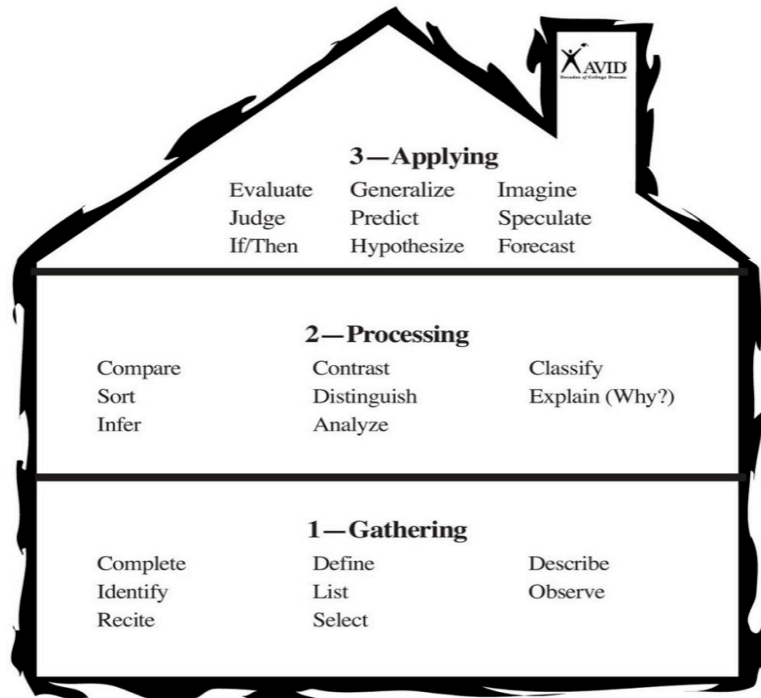 AVID
Decades of College Dreams
3—Applying
Evaluate Generalize Imagine
Judge Predict Speculate
If/Then Hypothesize Forecast
2—Processing
Compare Contrast Classify
Sort Distinguish Explain (Why?)
Infer Analyze
1—Gathering
Complete Define Describe
Identify List Observe
Recite Select